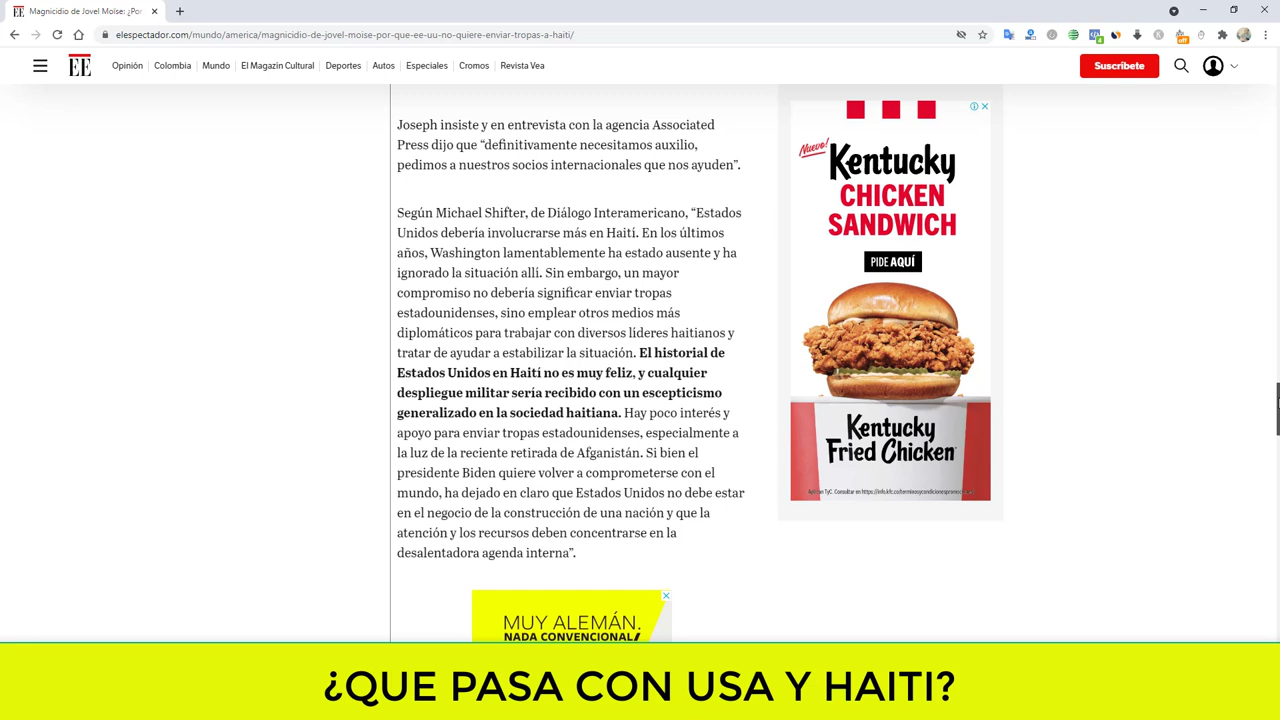 Magnicidio de Jovel Moïse: ¿Por
elespectador.com/mundo/america/magnicidio-de-jovel-moise-por-que-ee-uu-no-quiere-enviar-tropas-a-haiti/
EE
Opinión
Colombia
Mundo
El Magazín Cultural
Deportes
Autos
Especiales
Cromos
Revista Vea
Suscríbete
Joseph insiste y en entrevista con la agencia Associated
Press dijo que “definitivamente necesitamos auxilio,
pedimos a nuestros socios internacionales que nos ayuden”.
Según Michael Shifter, de Diálogo Interamericano, “Estados
Unidos debería involucrarse más en Haití. En los últimos
años, Washington lamentablemente ha estado ausente y ha
ignorado la situación allí. Sin embargo, un mayor
compromiso no debería significar enviar tropas
estadounidenses, sino emplear otros medios más
diplomáticos para trabajar con diversos líderes haitianos y
tratar de ayudar a estabilizar la situación. El historial de
Estados Unidos en Haití no es muy feliz, y cualquier
despliegue militar sería recibido con un escepticismo
generalizado en la sociedad haitiana. Hay poco interés y
apoyo para enviar tropas estadounidenses, especialmente a
la luz de la reciente retirada de Afganistán. Si bien el
presidente Biden quiere volver a comprometerse con el
mundo, ha dejado en claro que Estados Unidos no debe estar
en el negocio de la construcción de una nación y que la
atención y los recursos deben concentrarse en la
desalentadora agenda interna”.
Nuevo!
Kentucky
CHICKEN
SANDWICH
PIDE AQUÍ
Kentucky
Fried Chicken
MUY ALEMÁN.
NADA CONVENCIONAL
¿QUE PASA CON USA Y HAITI?